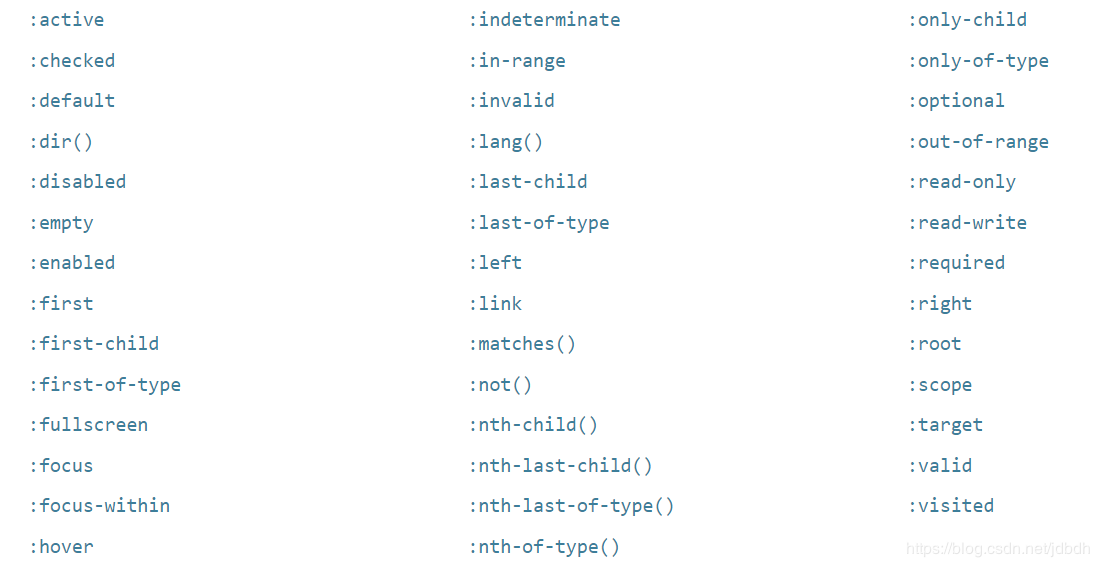 :active
:checked
:default
:dir()
:disabled
:empty
:enabled
:first
:first-child
:first-of-type
:fullscreen
:focus
:focus-within
:hover
:indeterminate
:in-range
:invalid
:lang()
:last-child
:last-of-type
:left
:link
:matches()
:not()
:nth-child()
:nth-last-child()
:nth-last-of-type()
:nth-of-type()
:only-child
:only-of-type
:optional
:out-of-range
:read-only
:read-write
:required
:right
:root
:scope
:target
:valid
:visited
https://blog.csdn.net/jdbdh